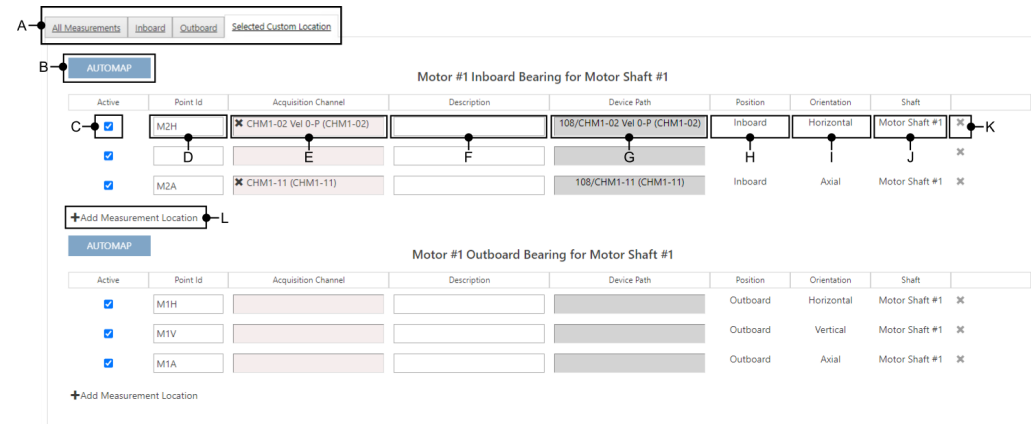 A All Measurements Inboard Outboard Selected Custom Location
B AUTOMAP
Motor #1 Inboard Bearing for Motor Shaft #1
Active Point Id Acquisition Channel Description Device Path Position Orientation Shaft
C M2H ✖ CHM1-02 Vel 0-P (CHM1-02) 108/CHM1-02 Vel 0-P (CHM1-02) Inboard Horizontal Motor Shaft #1 ✖ K
D E F G H I J ✖
M2A ✖ CHM1-11 (CHM1-11) 108/CHM1-11 (CHM1-11) Inboard Axial Motor Shaft #1 ✖
+Add Measurement Location L
AUTOMAP
Motor #1 Outboard Bearing for Motor Shaft #1
Active Point Id Acquisition Channel Description Device Path Position Orientation Shaft
M1H Outboard Horizontal Motor Shaft #1 ✖
M1V Outboard Vertical Motor Shaft #1 ✖
M1A Outboard Axial Motor Shaft #1 ✖
+Add Measurement Location